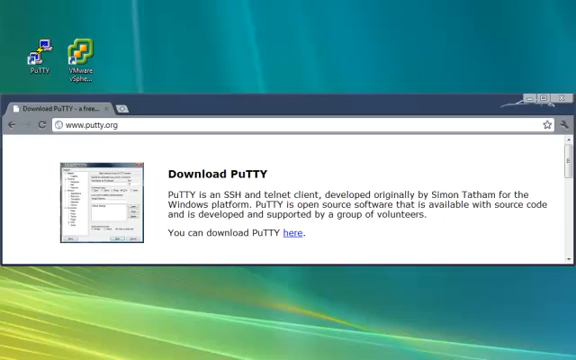 PuTTY
VMware
vSphe...
Download PuTTY - a free...
www.putty.org
Download PuTTY
PuTTY is an SSH and telnet client, developed originally by Simon Tatham for the
Windows platform. PuTTY is open source software that is available with source code
and is developed and supported by a group of volunteers.
You can download PuTTY here.